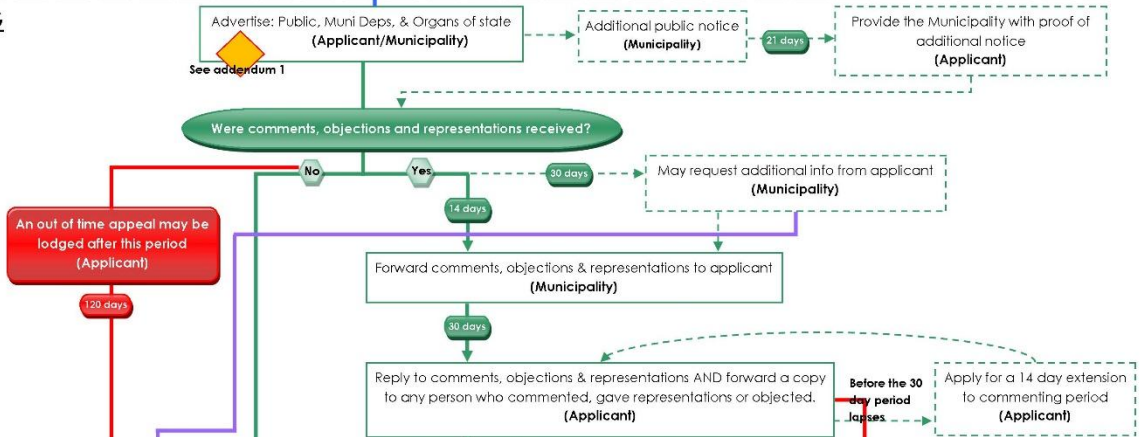 Advertise: Public, Muni Deps, & Organs of state
(Applicant/Municipality)
See addendum 1
Additional public notice
(Municipality)
21 days
Provide the Municipality with proof of
additional notice
(Applicant)
Were comments, objections and representations received?
No
Yes
30 days
May request additional info from applicant
(Municipality)
14 days
An out of time appeal may be
lodged after this period
(Applicant)
120 days
Forward comments, objections & representations to applicant
(Municipality)
30 days
Reply to comments, objections & representations AND forward a copy
to any person who commented, gave representations or objected.
(Applicant)
Before the 30
day period
lapses
Apply for a 14 day extension
to commenting period
(Applicant)